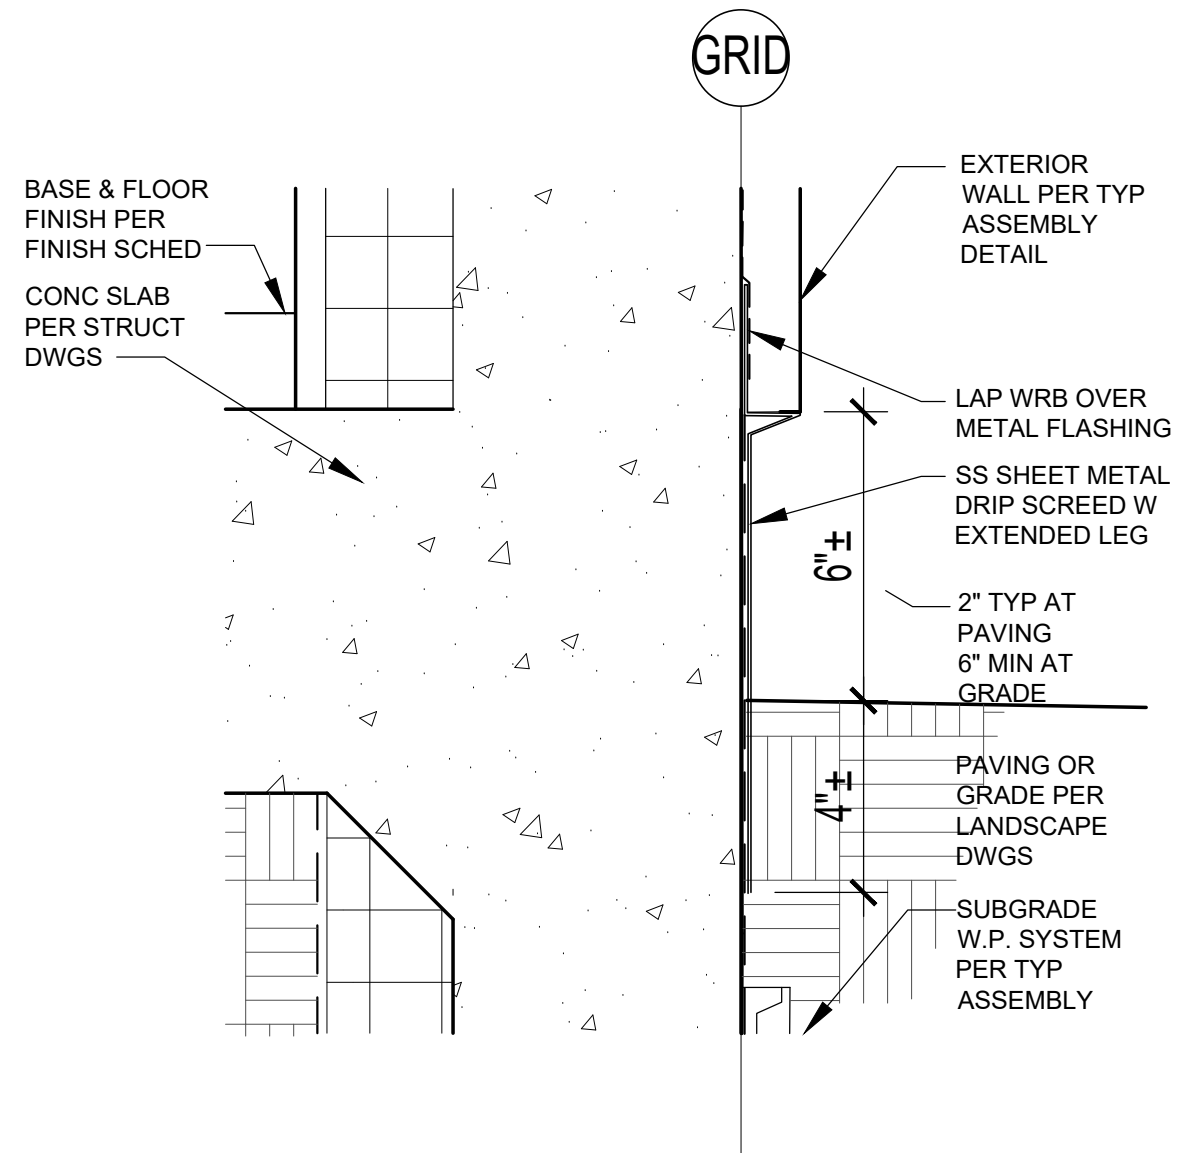 GRID
BASE & FLOOR
FINISH PER
FINISH SCHED
CONC SLAB
PER STRUCT
DWGS
EXTERIOR
WALL PER TYP
ASSEMBLY
DETAIL
LAP WRB OVER
METAL FLASHING
SS SHEET METAL
DRIP SCREED W
EXTENDED LEG
6"±
2" TYP AT
PAVING
6" MIN AT
GRADE
4"±
PAVING OR
GRADE PER
LANDSCAPE
DWGS
SUBGRADE
W.P. SYSTEM
PER TYP
ASSEMBLY